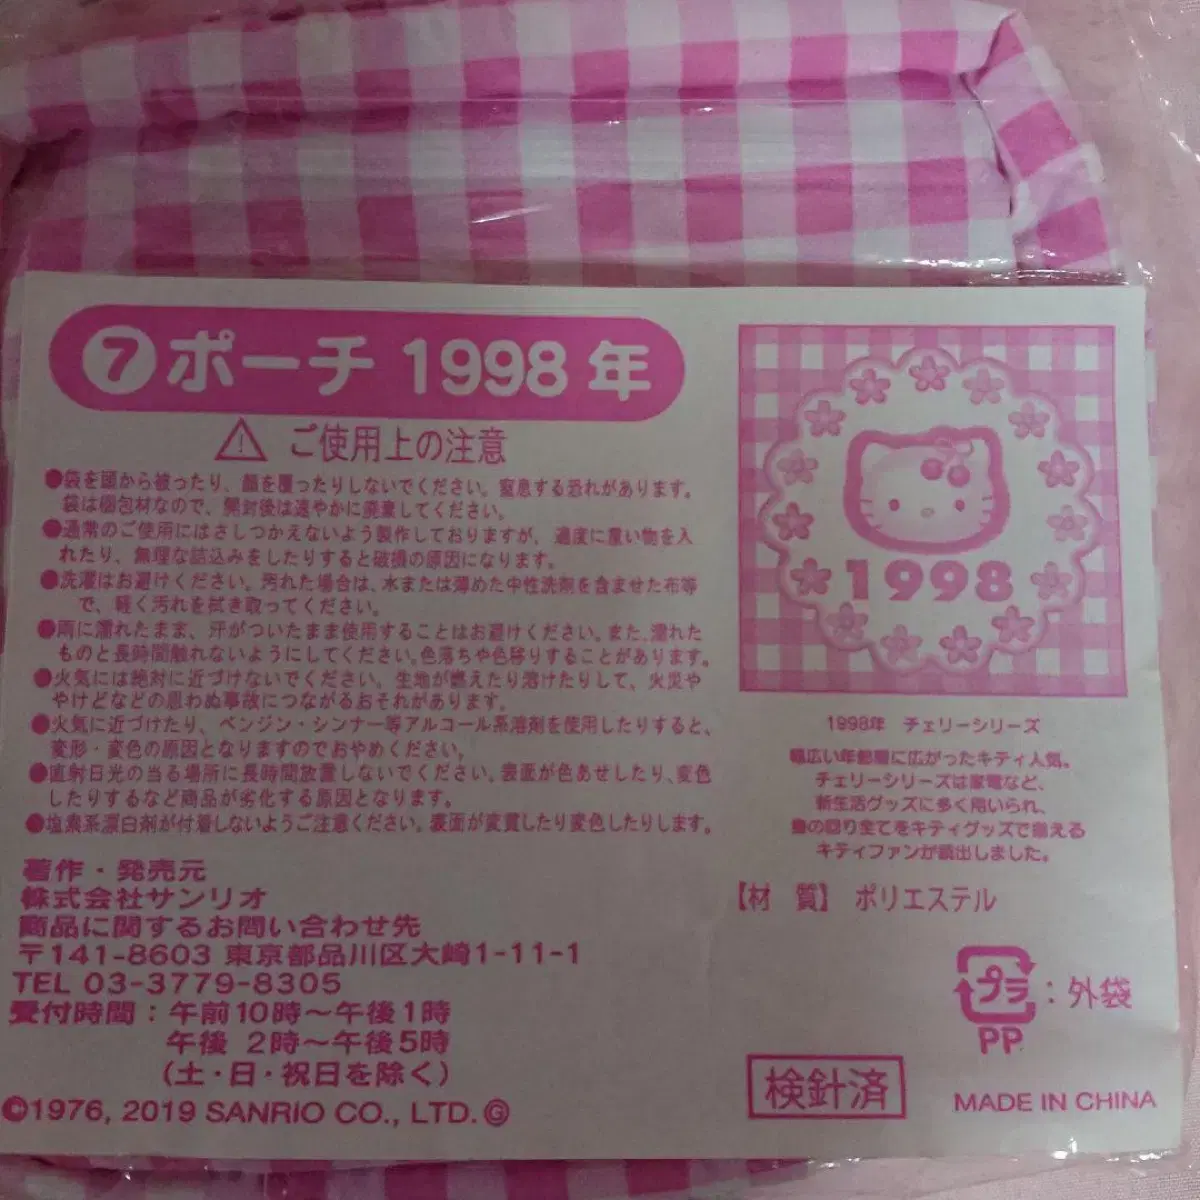 ⑦ポーチ 1998年
⚠ ご使用上の注意
●袋を頭から被ったり、顔を覆ったりしないでください。窒息する恐れがあります。
袋は梱包材なので、開封後は速やかに廃棄してください。
●通常のご使用にはさしつかえないよう製作しておりますが、過度に重い物を入
れたり、無理な詰込みをしたりすると破損の原因になります。
●洗濯はお避けください。汚れた場合は、水または薄めた中性洗剤を含ませた布等
で、軽く汚れを拭き取ってください。
●雨に濡れたまま、汗がついたまま使用することはお避けください。また、濡れた
ものと長時間触れないようにしてください。色落ちや色移りすることがあります。
●火気には絶対に近づけないでください。生地が燃えたり溶けたりして、火災や
やけどなどの思わぬ事故につながるおそれがあります。
●火気に近づけたり、ベンジン・シンナー等アルコール系溶剤を使用したりすると、
変形・変色の原因となりますのでおやめください。
●直射日光の当る場所に長時間放置しないでください。表面が色あせしたり、変色
したりするなど商品が劣化する原因となります。
●塩素系漂白剤が付着しないようご注意ください。表面が変質したり変色したりします。
著作・発売元
株式会社サンリオ
商品に関するお問い合わせ先
〒141-8603 東京都品川区大崎1-11-1
TEL 03-3779-8305
受付時間：午前10時～午後1時
午後 2時～午後5時
(土・日・祝日を除く)
©1976, 2019 SANRIO CO., LTD. Ⓖ
1998
1998年 チェリーシリーズ
幅広い年齢層に広がったキティ人気。
チェリーシリーズは家電など、
新生活グッズに多く用いられ、
身の回り全てをキティグッズで揃える
キティファンが続出しました。
【材 質】 ポリエステル
プラ：外袋
PP
検針済
MADE IN CHINA